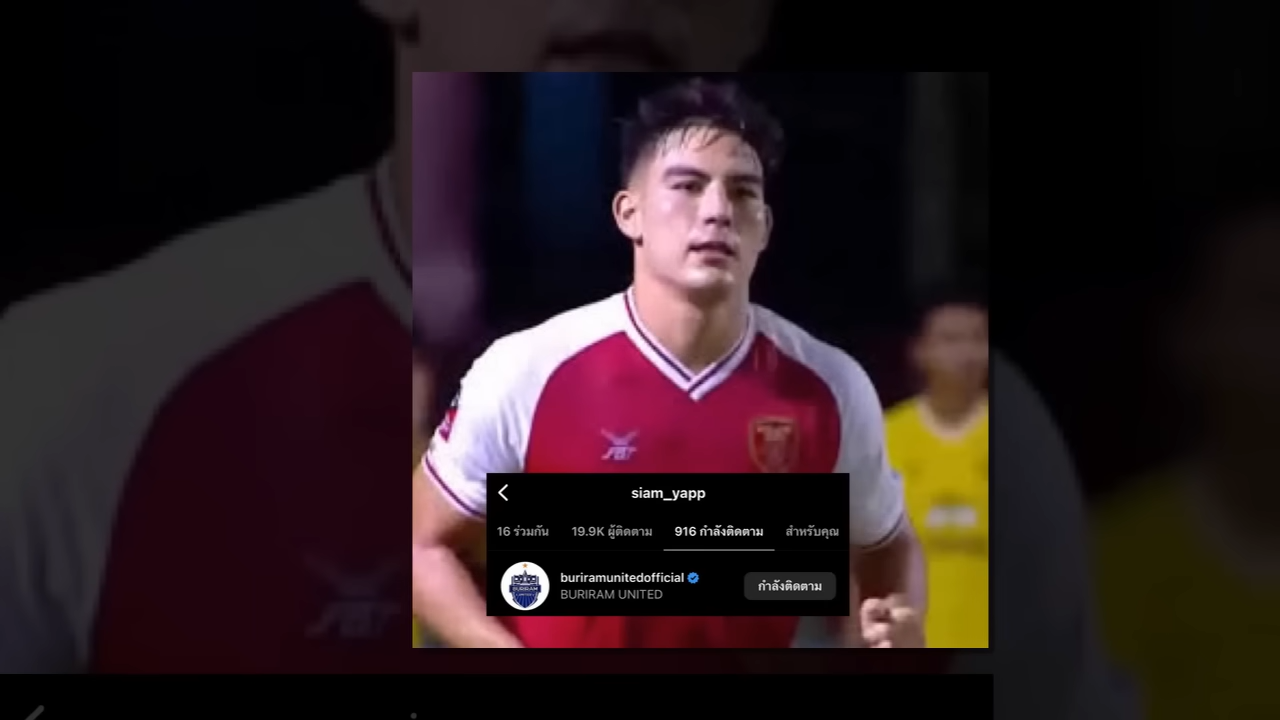 FBT
siam_yapp
16 ร่วมกัน 19.9K ผู้ติดตาม 916 กำลังติดตาม สำหรับคุณ
BURIRAM
buriramunitedofficial กำลังติดตาม
BURIRAM UNITED